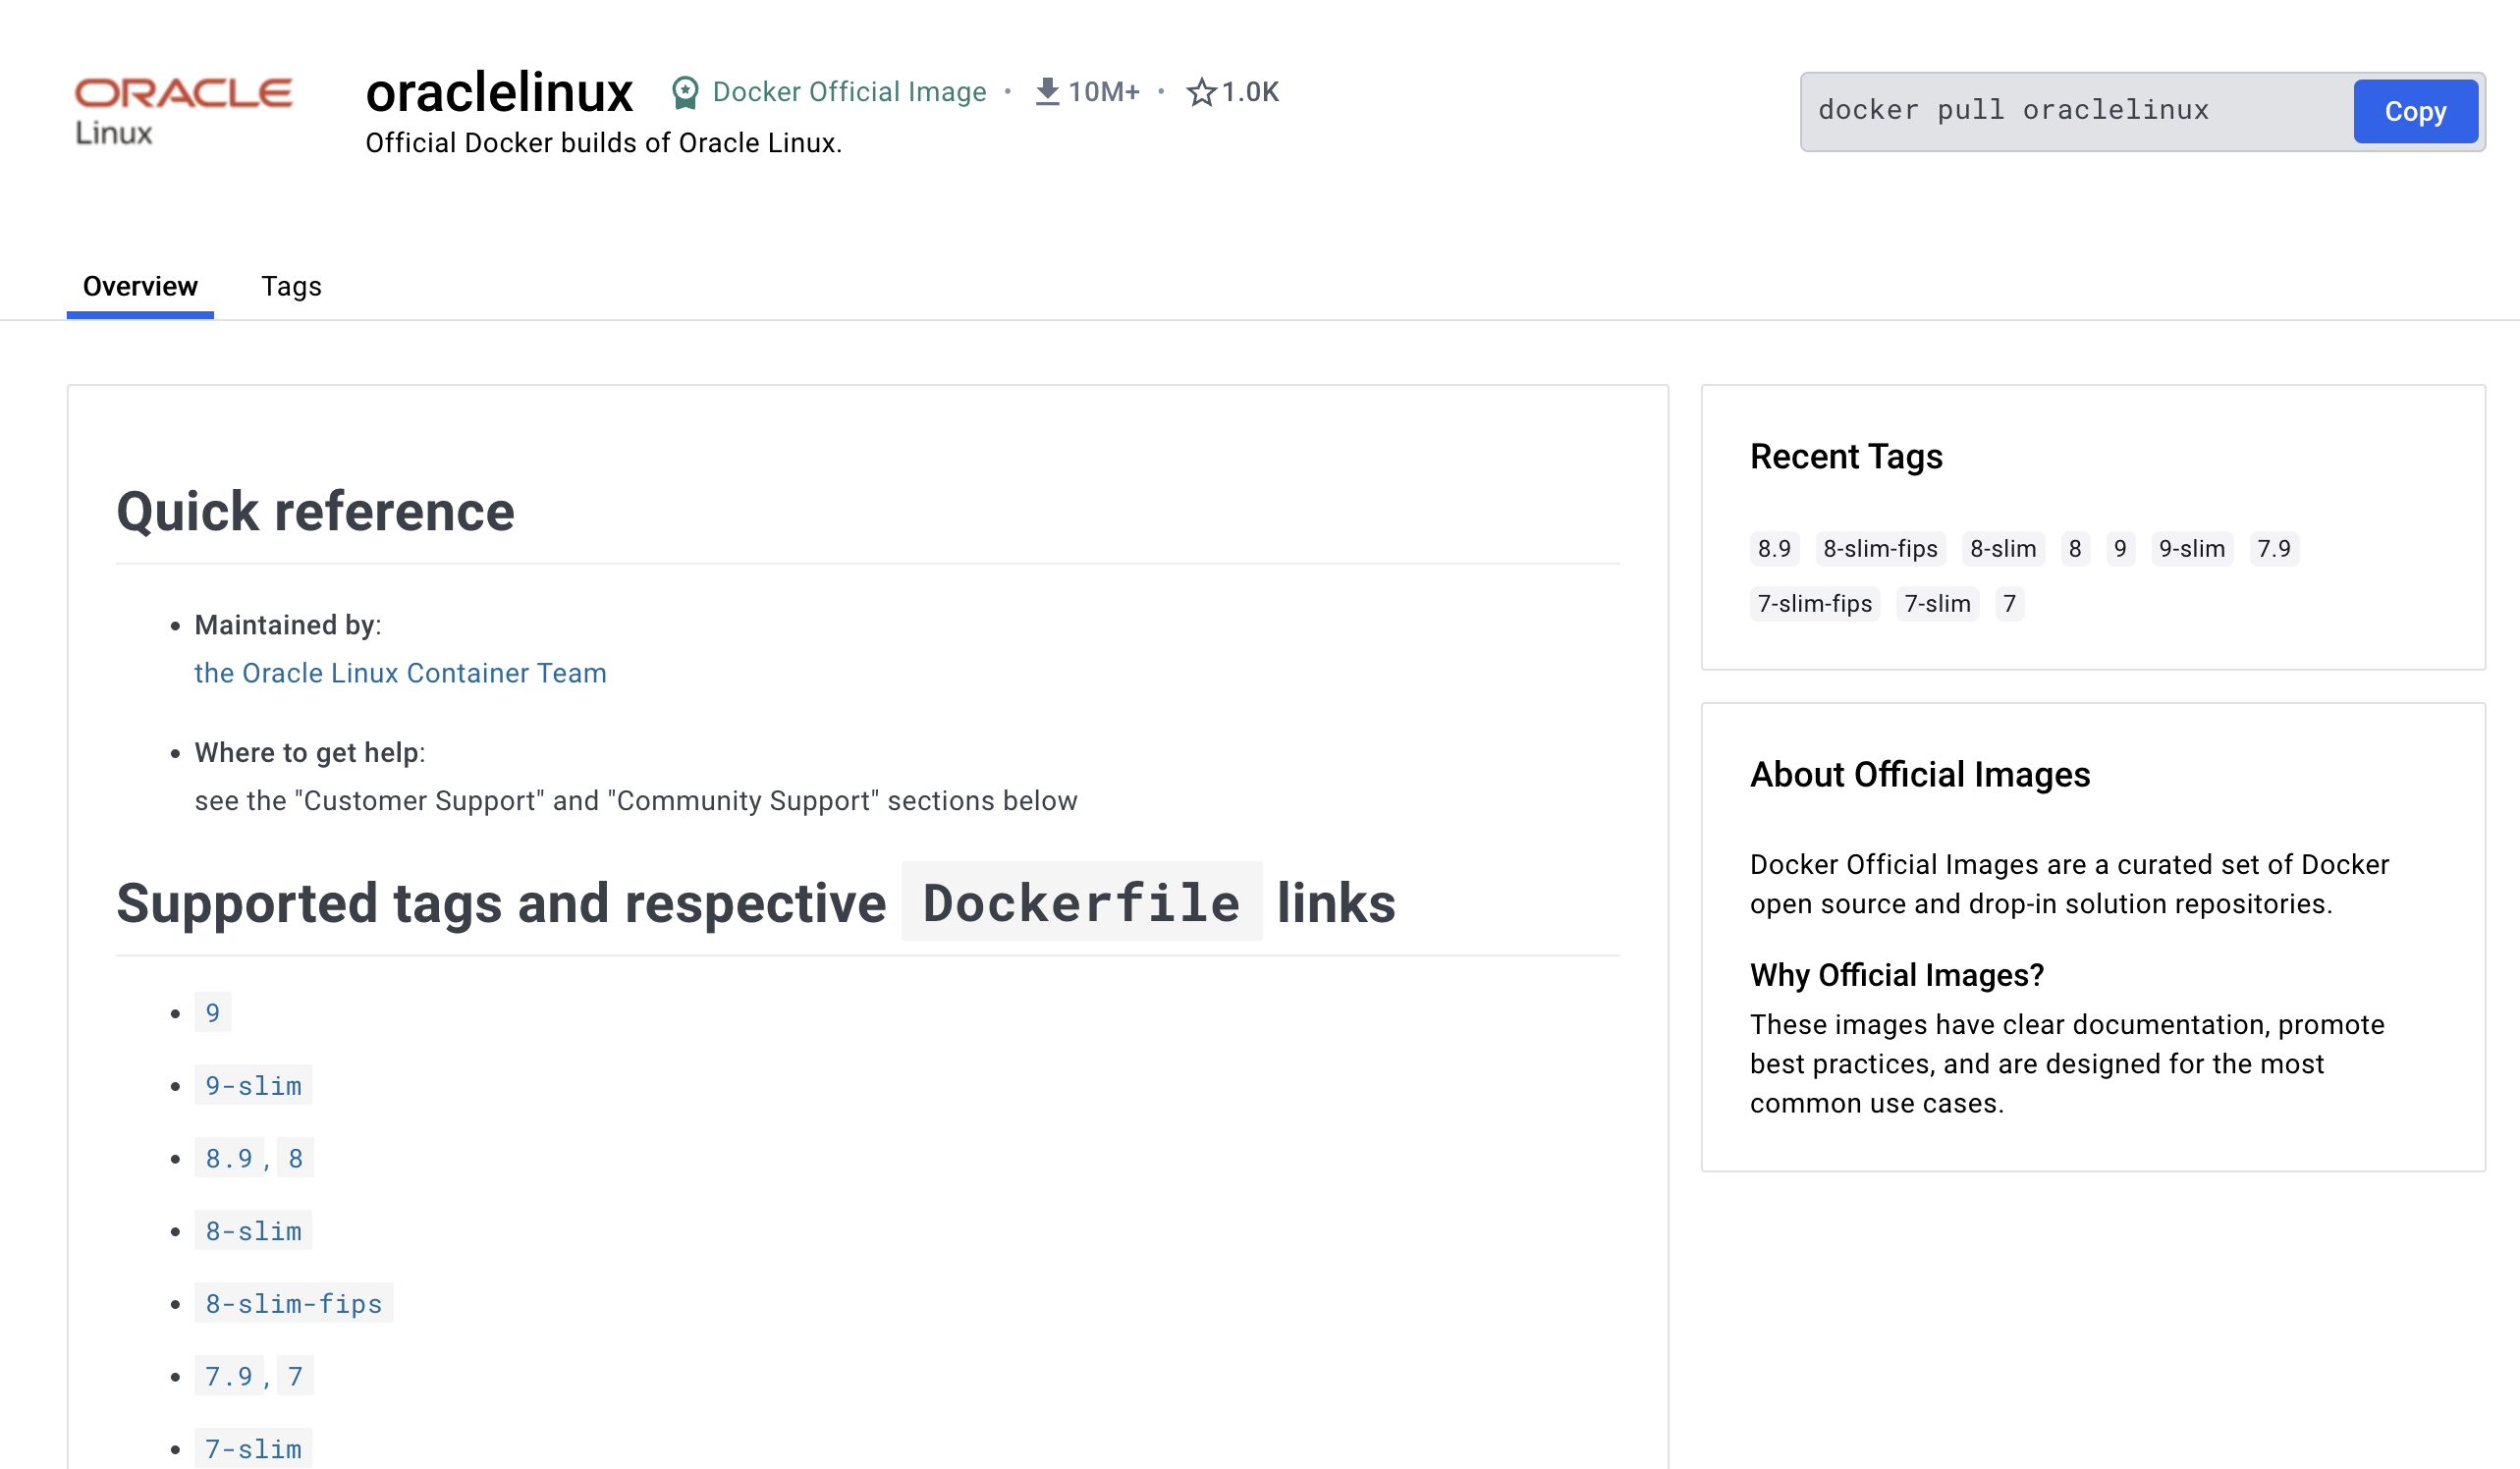 ORACLE
Linux
oraclelinux Docker Official Image • 10M+ • 1.0K
Official Docker builds of Oracle Linux.
docker pull oraclelinux
Copy
Overview Tags
Quick reference
• Maintained by:
the Oracle Linux Container Team
• Where to get help:
see the "Customer Support" and "Community Support" sections below
Supported tags and respective Dockerfile links
• 9
• 9-slim
• 8.9, 8
• 8-slim
• 8-slim-fips
• 7.9, 7
• 7-slim
Recent Tags
8.9 8-slim-fips 8-slim 8 9 9-slim 7.9
7-slim-fips 7-slim 7
About Official Images
Docker Official Images are a curated set of Docker
open source and drop-in solution repositories.
Why Official Images?
These images have clear documentation, promote
best practices, and are designed for the most
common use cases.